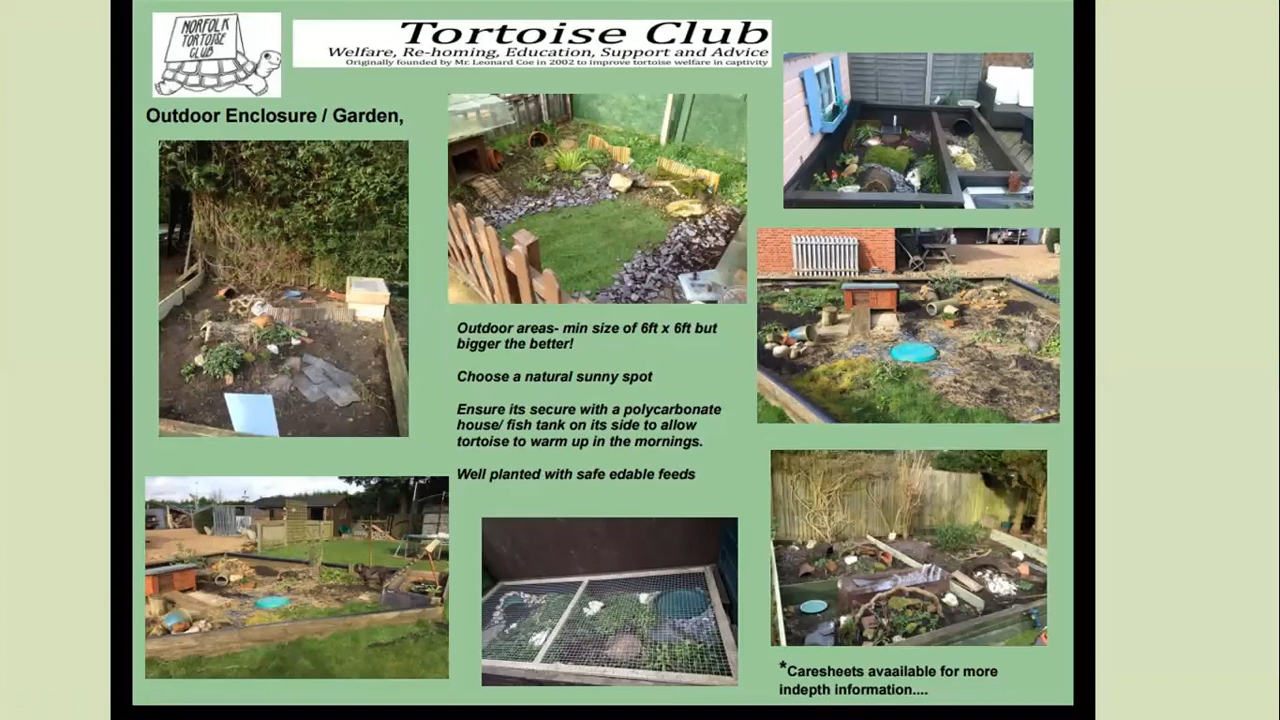 NORFOLK
TORTOISE
CLUB
Tortoise Club
Welfare, Re-homing, Education, Support and Advice
Originally founded by Mr. Leonard Coe in 2002 to improve tortoise welfare in captivity
Outdoor Enclosure / Garden,
Outdoor areas- min size of 6ft x 6ft but
bigger the better!
Choose a natural sunny spot
Ensure its secure with a polycarbonate
house/ fish tank on its side to allow
tortoise to warm up in the mornings.
Well planted with safe edable feeds
*Caresheets avaailable for more
indepth information....